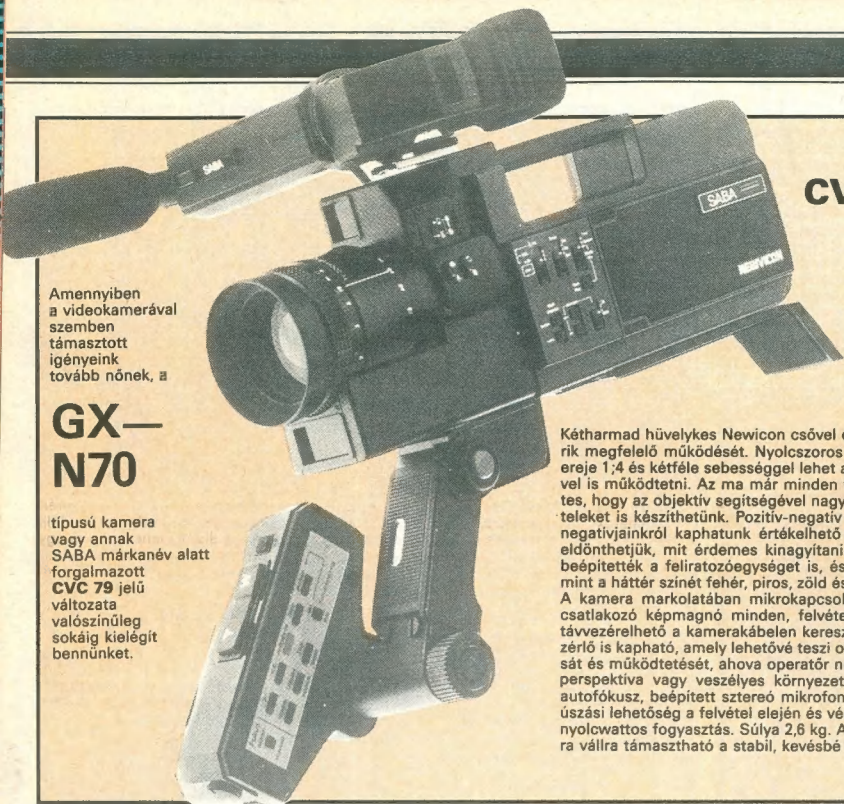 SABA
SABA
NEWVICON
CV
Amennyiben
a videokamerával
szemben
támasztott
igényeink
tovább nőnek, a
GX—
N70
típusú kamera
vagy annak
SABA márkanév alatt
forgalmazott
CVC 79 jelű
változata
valószínűleg
sokáig kielégít
bennünket.
Kétharmad hüvelykes Newicon csővel
rik megfelelő működését. Nyolcszoros
ereje 1;4 és kétféle sebességgel lehet
vel is működtetni. Az ma már minden
tes, hogy az objektív segítségével nagy
teleket is készíthetünk. Pozitív-negatív
negatívjainkról kaphatunk értékelhető
eldönthetjük, mit érdemes kinagyítani
beépítették a feliratozóegységet is, és
mint a háttér színét fehér, piros, zöld és
A kamera markolatában mikrokapcsol
csatlakozó képmagnó minden, felvéte
távvezérelhető a kamerakábelen keresz
zérlő is kapható, amely lehetővé teszi o
sát és működtetését, ahova operatőr n
perspektíva vagy veszélyes környezet
autofókusz, beépített sztereó mikrofon
úszási lehetőség a felvétel elején és vé
nyolcwattos fogyasztás. Súlya 2,6 kg. A
ra vállra támasztható a stabil, kevésbé